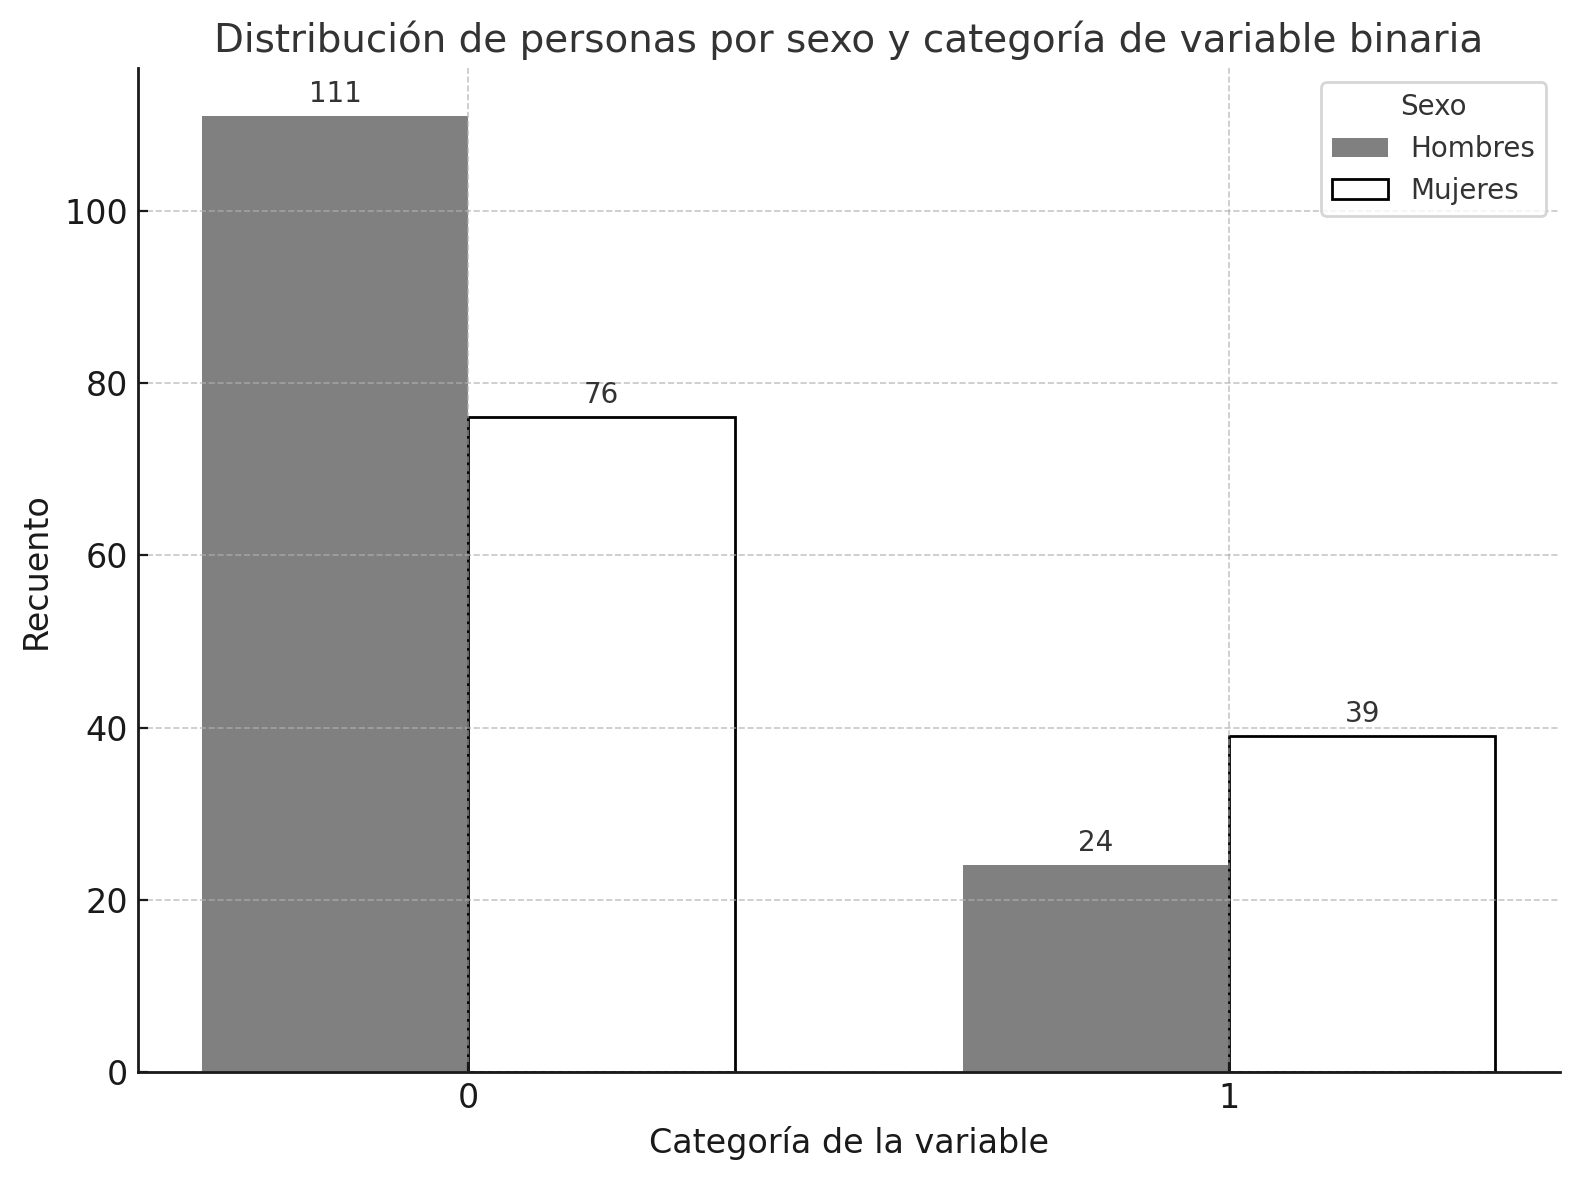 Distribución de personas por sexo y categoría de variable binaria
111
Sexo
Hombres
Mujeres
100
80
76
60
Recuento
40
39
24
20
0
0
1
Categoría de la variable